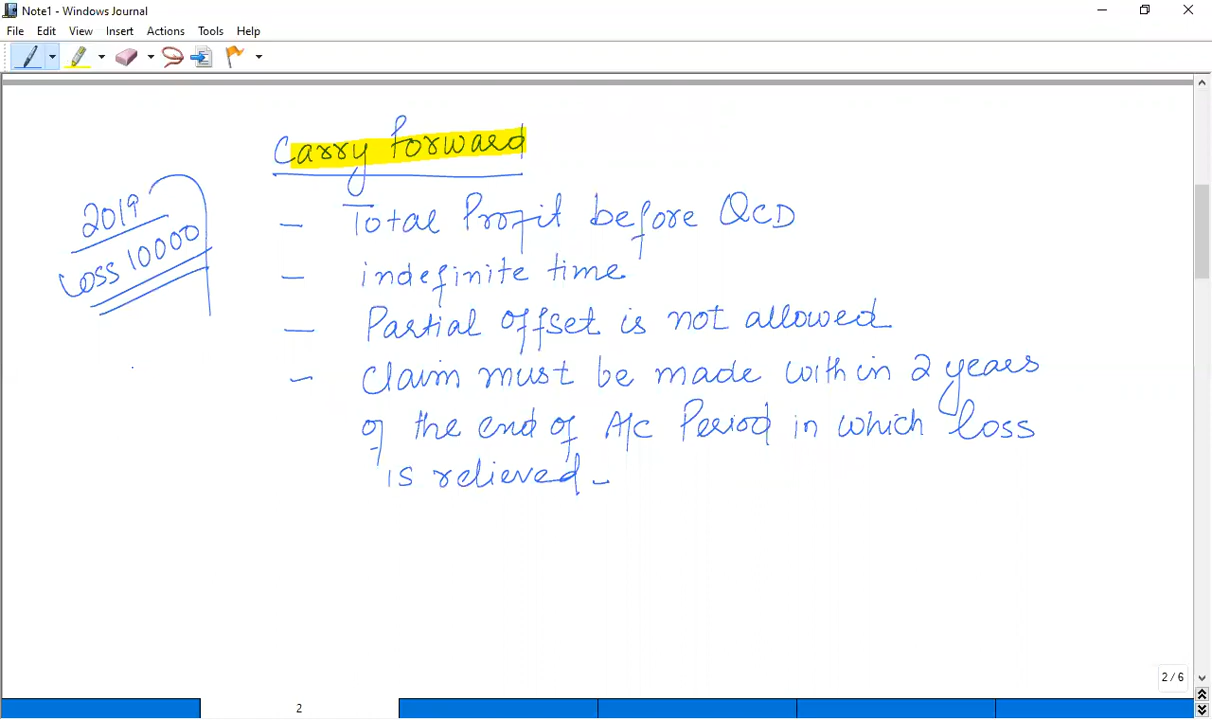 Note1 - Windows Journal
File Edit View Insert Actions Tools Help
Carry forward
2019
Loss 10000
- Total Profit before QCD
- indefinite time
- Partial offset is not allowed
- Claim must be made within 2 years
of the end of A/c Period in which loss
is relieved -
2 / 6
2